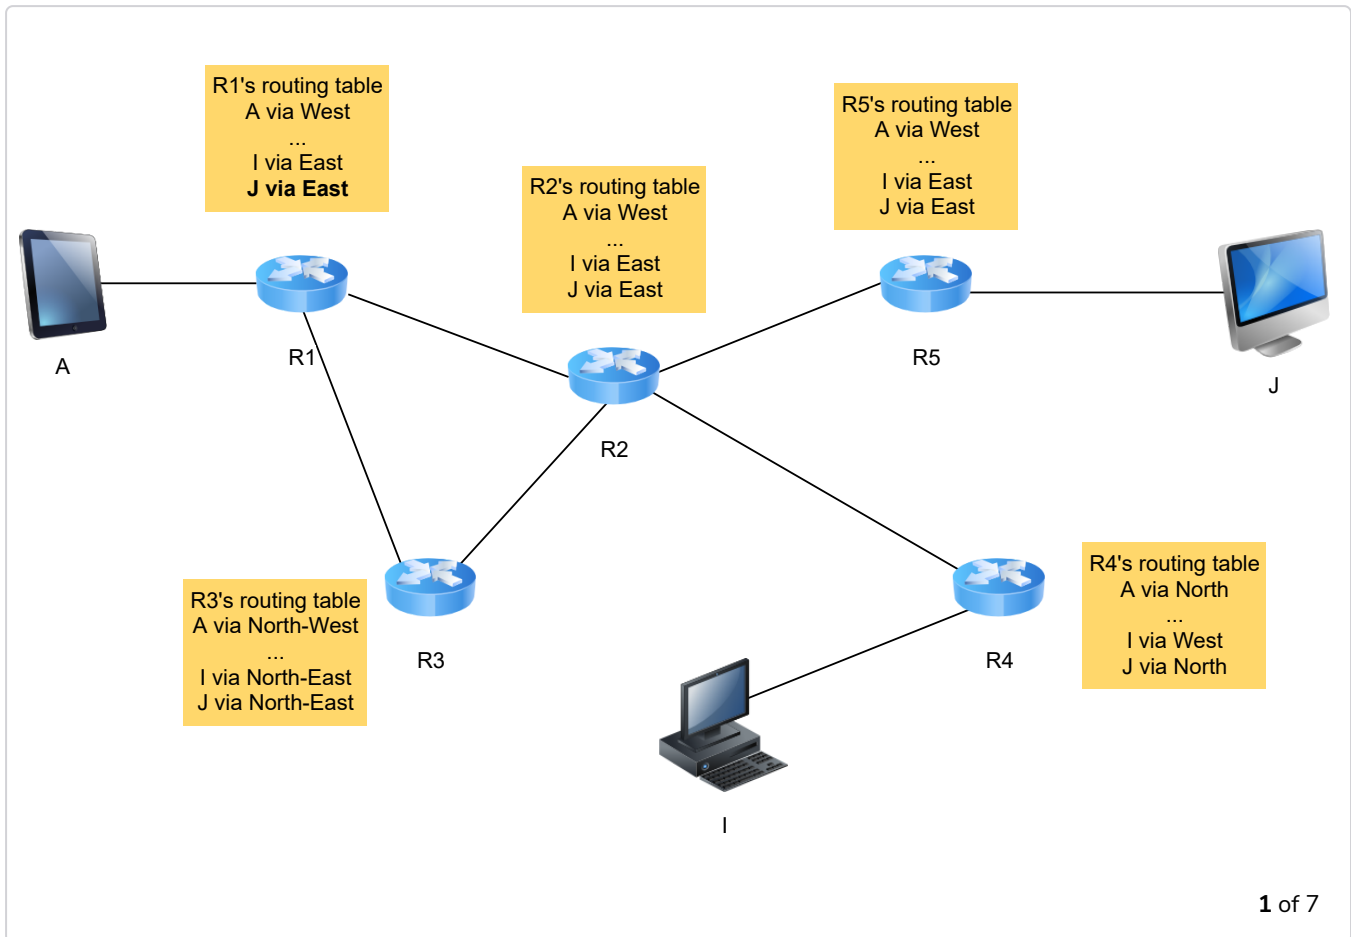 R1's routing table
A via West
...
I via East
J via East
R5's routing table
A via West
...
I via East
J via East
R2's routing table
A via West
...
I via East
J via East
A
R1
R5
J
R2
R3's routing table
A via North-West
...
I via North-East
J via North-East
R3
R4
R4's routing table
A via North
...
I via West
J via North
I
1 of 7